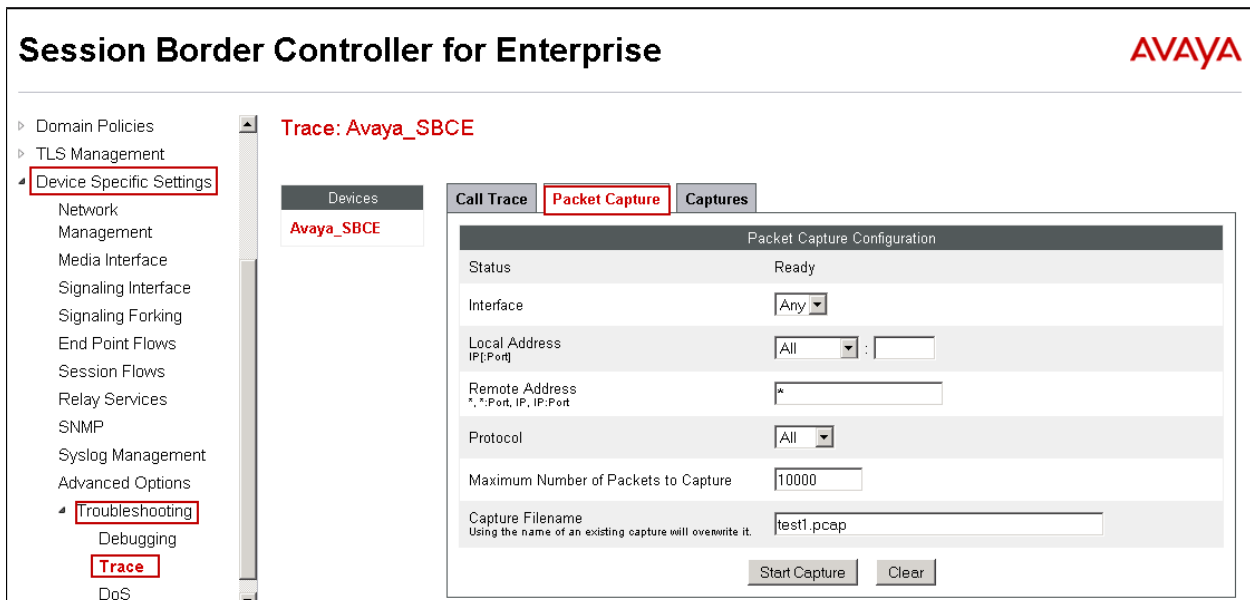 Session Border Controller for Enterprise
AVAYA
Domain Policies
TLS Management
Device Specific Settings
Network
Management
Media Interface
Signaling Interface
Signaling Forking
End Point Flows
Session Flows
Relay Services
SNMP
Syslog Management
Advanced Options
Troubleshooting
Debugging
Trace
DoS
Trace: Avaya_SBCE
Devices
Avaya_SBCE
Call Trace Packet Capture Captures
Packet Capture Configuration
Status Ready
Interface Any
Local Address
IP[:Port]
All :
Remote Address
*, *:Port, IP, IP:Port
*
Protocol All
Maximum Number of Packets to Capture 10000
Capture Filename
Using the name of an existing capture will overwrite it.
test1.pcap
Start Capture Clear